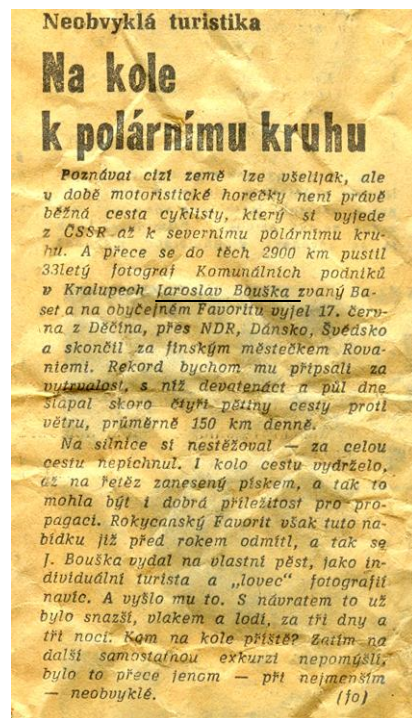 Neobvyklá turistika
Na kole
k polárnímu kruhu
Poznávat cizí země lze všelijak, ale
v době motoristické horečky není právě
běžná cesta cyklisty, který si vyjede
z ČSSR až k severnímu polárnímu kru-
hu. A přece se do těch 2900 km pustil
33letý fotograf Komunálních podniků
v Kralupech Jaroslav Bouška zvaný Ba-
set a na obyčejném Favoritu vyjel 17. červ-
na z Děčína, přes NDR, Dánsko, Švédsko
a skončil za finským městečkem Rova-
niemi. Rekord bychom mu připsali za
vytrvalost, s níž devatenáct a půl dne
šlapal skoro čtyři pětiny cesty proti
větru, průměrně 150 km denně.
Na silnice si nestěžoval — za celou
cestu nepíchnul. I kolo cestu vydrželo,
až na řetěz zanesený pískem, a tak to
mohla být i dobrá příležitost pro pro-
pagaci. Rokycanský Favorit však tuto na-
bídku již před rokem odmítl, a tak se
J. Bouška vydal na vlastní pěst, jako in-
dividuální turista a „lovec“ fotografií
navíc. A vyšlo mu to. S návratem to už
bylo snazší, vlakem a lodí, za tři dny a
tři noci. Kam na kole příště? Zatím na
další samostatnou exkurzi nepomýšlí,
bylo to přece jenom — při nejmenším
— neobvyklé. (jo)